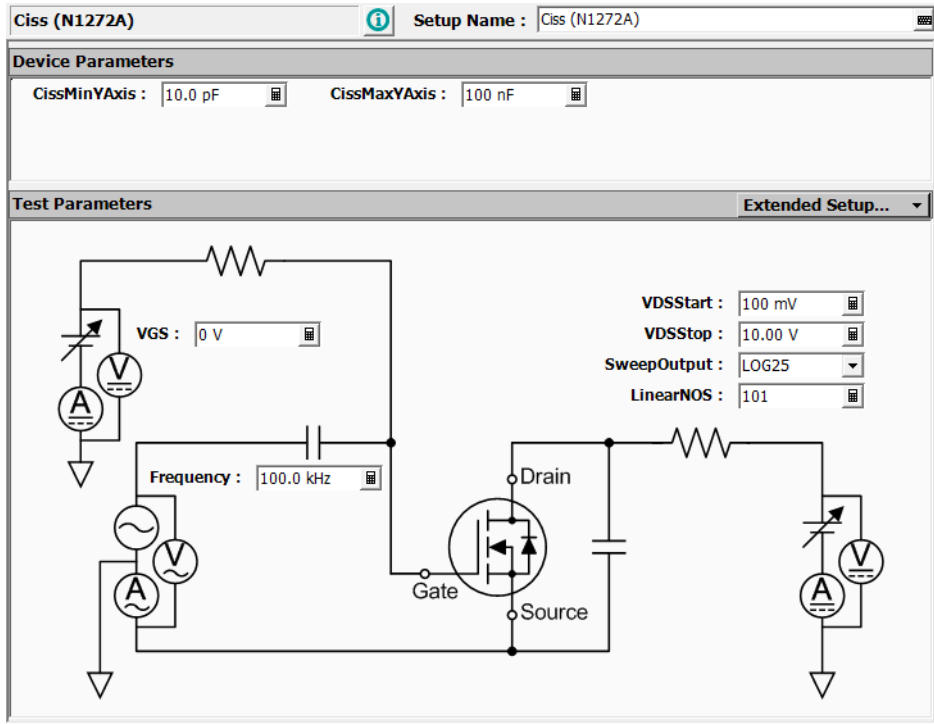 Ciss (N1272A) Setup Name : Ciss (N1272A)
Device Parameters
CissMinYAxis : 10.0 pF CissMaxYAxis : 100 nF
Test Parameters Extended Setup...
VDSStart : 100 mV
VGS : 0 V VDSStop : 10.00 V
V SweepOutput : LOG25
A LinearNOS : 101
Frequency : 100.0 kHz Drain
V V
A Gate A
Source